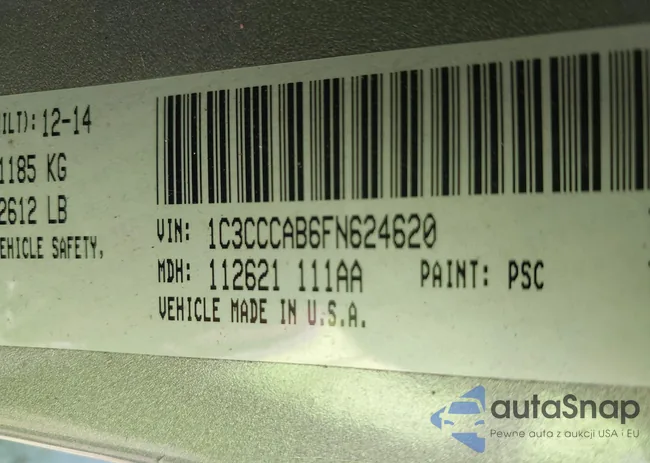 ILT): 12-14
1185 KG
2612 LB
EHICLE SAFETY,
VIN: 1C3CCCAB6FN624620
MDH: 112621 111AA PAINT: PSC
VEHICLE MADE IN U.S.A.
autaSnap
Pewne auta z aukcji USA i EU